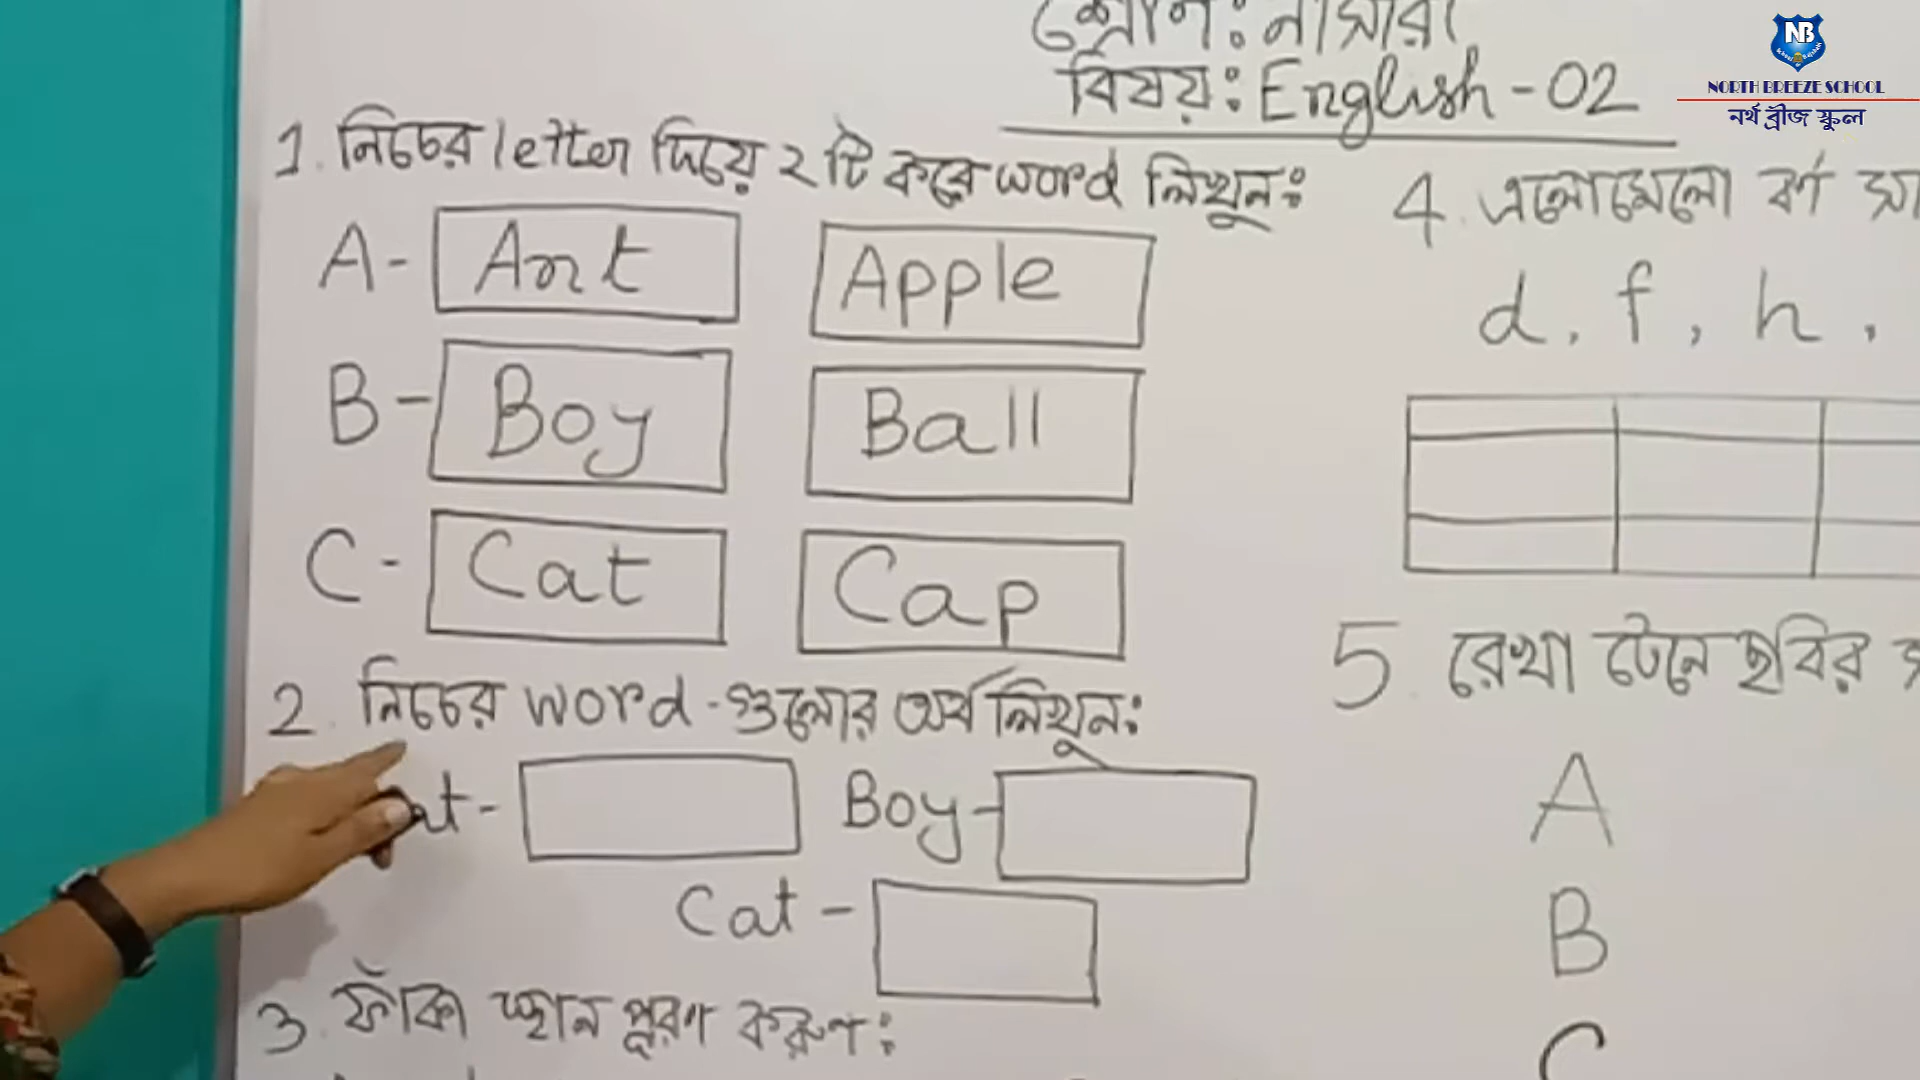 শ্রেণি: নার্সারী
বিষয়: English-02
NB
NORTH BREEZE SCHOOL
নর্থ ব্রীজ স্কুল
1. নিচের letter দিয়ে ২ টি করে word লিখুন:
A- Ant Apple
B- Boy Ball
C- Cat Cap
2. নিচের word-গুলোর অর্থ লিখুন:
Boy-
Cat-
3. ফাঁকা স্থান পূরণ করুণ:
4. এলোমেলো বর্ণ
d, f, h,
5. রেখা টেনে ছবির
A
B
C